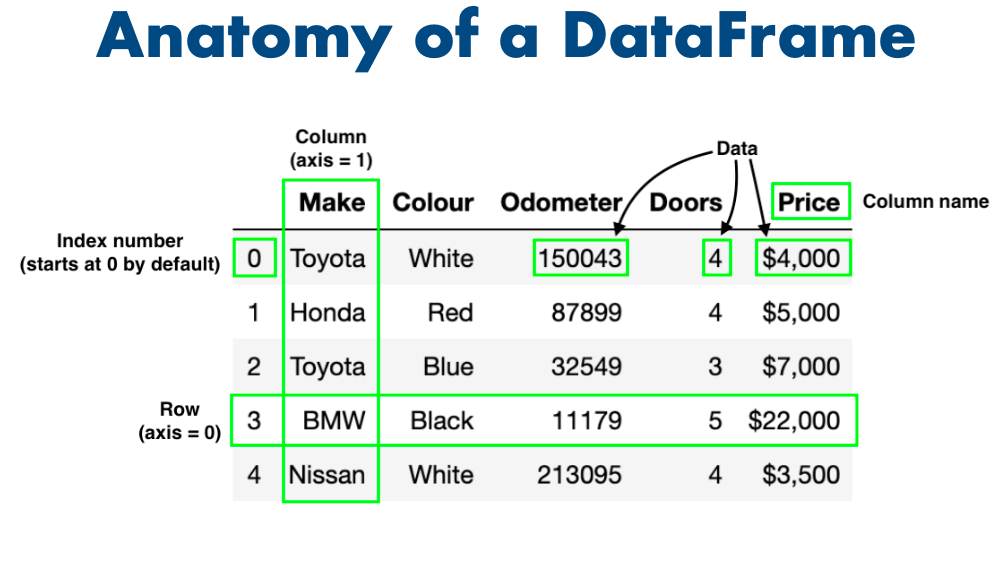 Anatomy of a DataFrame
Column
(axis = 1)
Data
Make Colour Odometer Doors Price
Column name
Index number
(starts at 0 by default)
0 Toyota White 150043 4 $4,000
1 Honda Red 87899 4 $5,000
2 Toyota Blue 32549 3 $7,000
Row
(axis = 0)
3 BMW Black 11179 5 $22,000
4 Nissan White 213095 4 $3,500